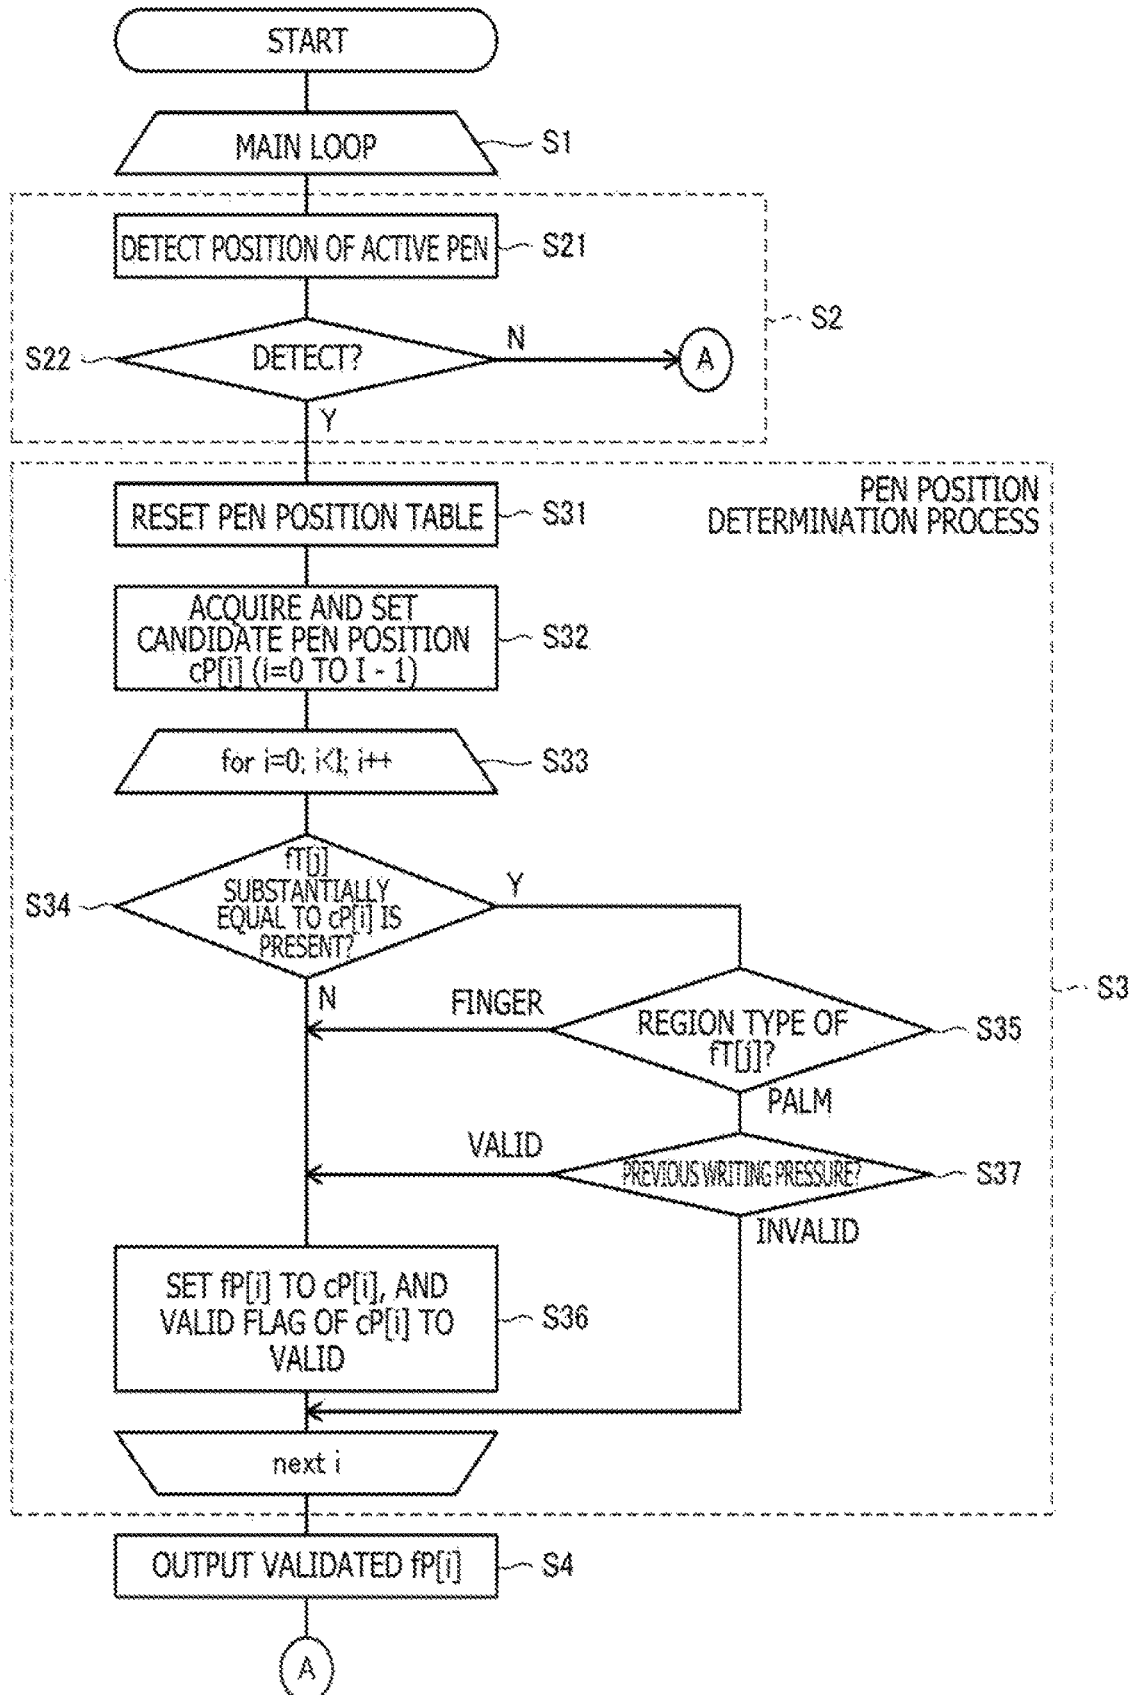 START
MAIN LOOP
S1
DETECT POSITION OF ACTIVE PEN
S21
S2
S22
DETECT?
N
A
Y
PEN POSITION
DETERMINATION PROCESS
RESET PEN POSITION TABLE
S31
ACQUIRE AND SET
CANDIDATE PEN POSITION
cP[i] (i=0 TO I - 1)
S32
for i=0; i<I; i++
S33
S34
fT[j]
SUBSTANTIALLY
EQUAL TO cP[i] IS
PRESENT?
Y
N
S3
FINGER
REGION TYPE OF
fT[j]?
S35
PALM
VALID
PREVIOUS WRITING PRESSURE?
S37
INVALID
SET fP[i] TO cP[i], AND
VALID FLAG OF cP[i] TO
VALID
S36
next i
OUTPUT VALIDATED fP[i]
S4
A